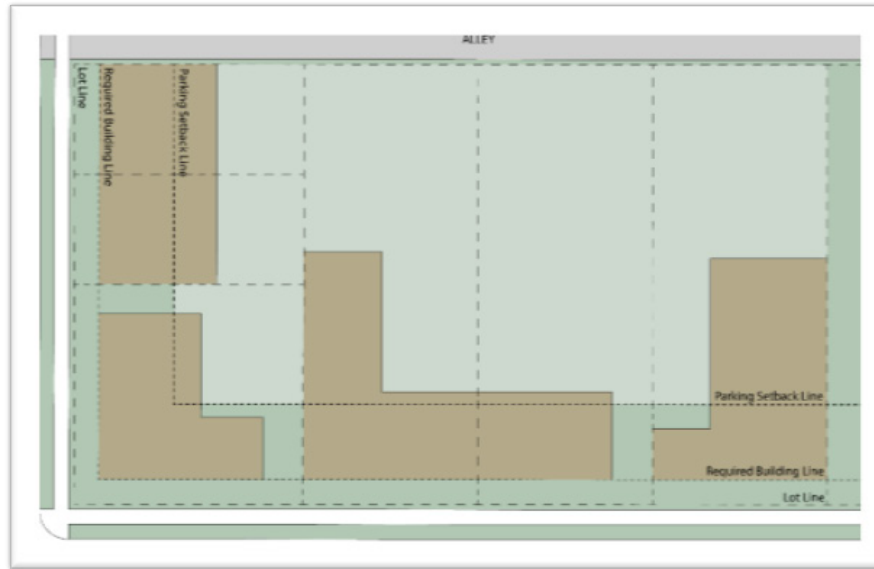 ALLEY
Lot Line
Required Building Line
Parking Setback Line
Parking Setback Line
Required Building Line
Lot Line